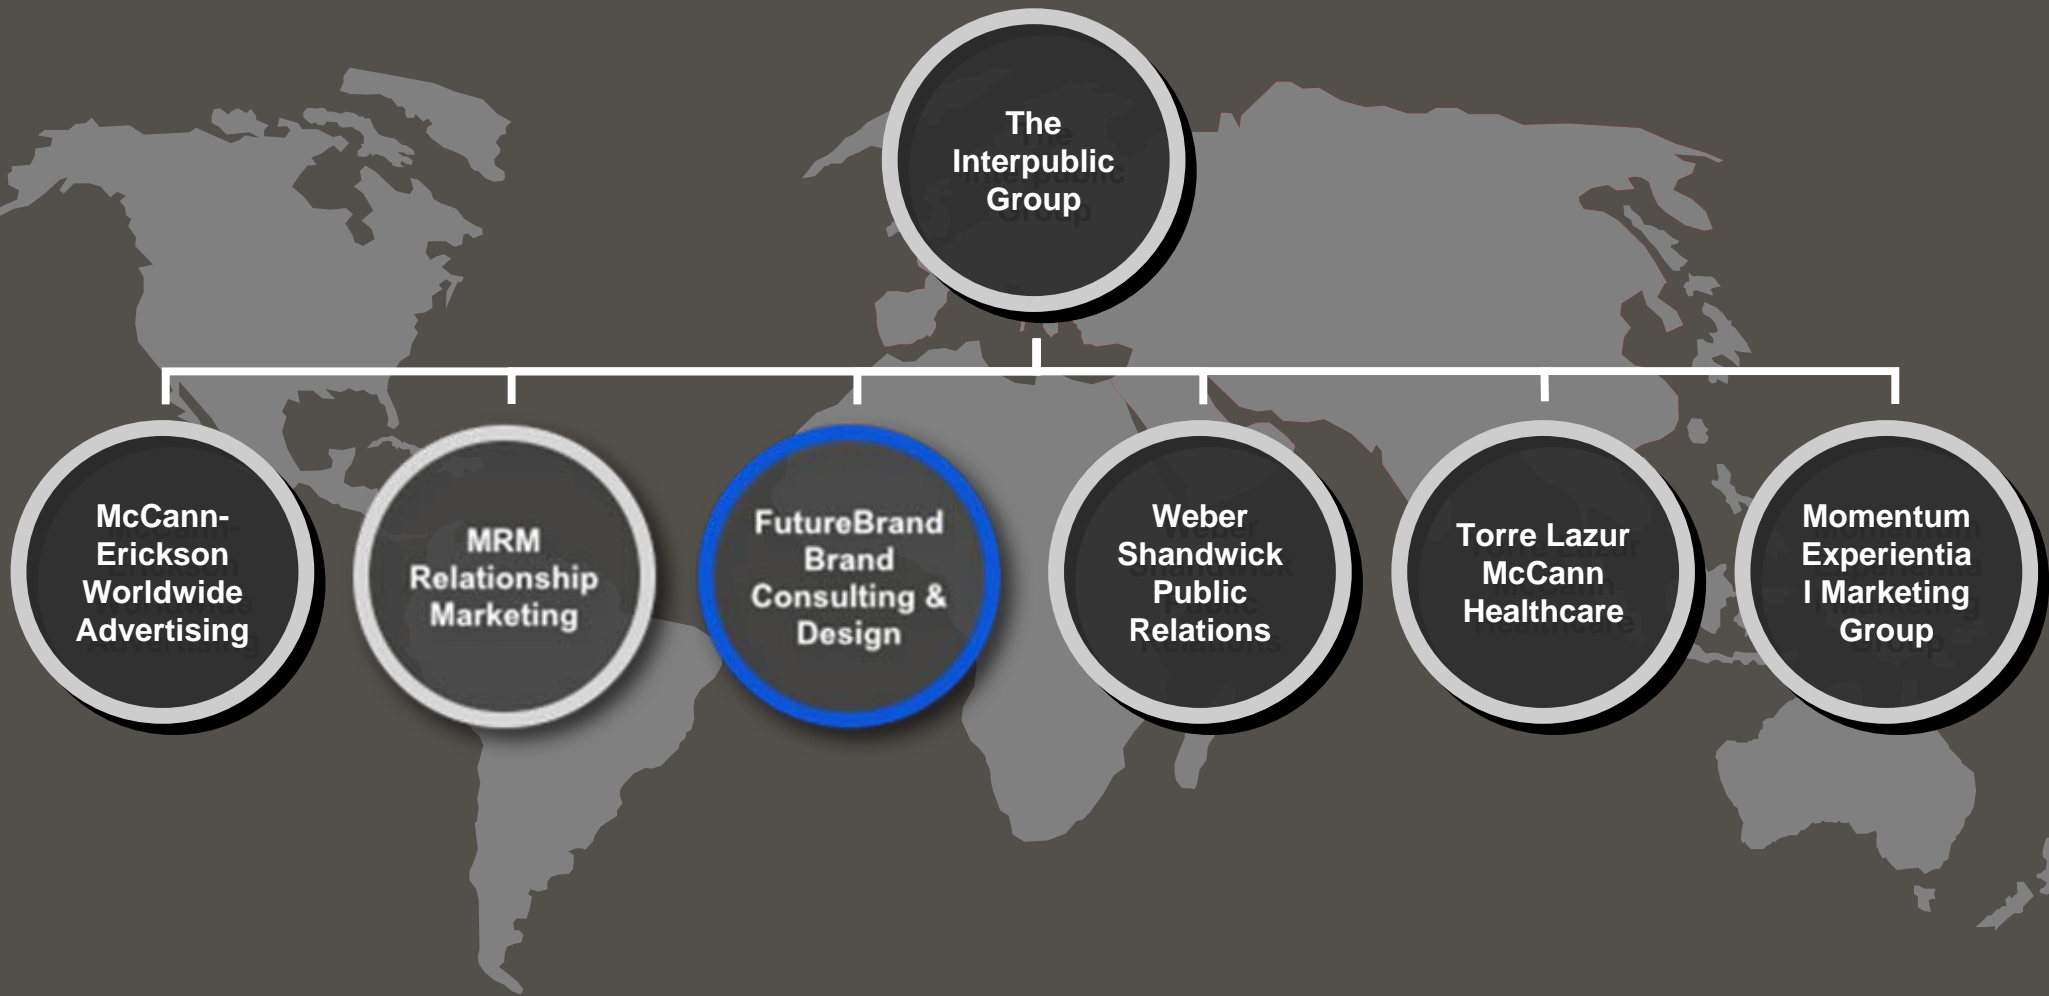 The
Interpublic
Group
McCann-
Erickson
Worldwide
Advertising
MRM
Relationship
Marketing
FutureBrand
Brand
Consulting &
Design
Weber
Shandwick
Public
Relations
Torre Lazur
McCann
Healthcare
Momentum
Experientia
l Marketing
Group